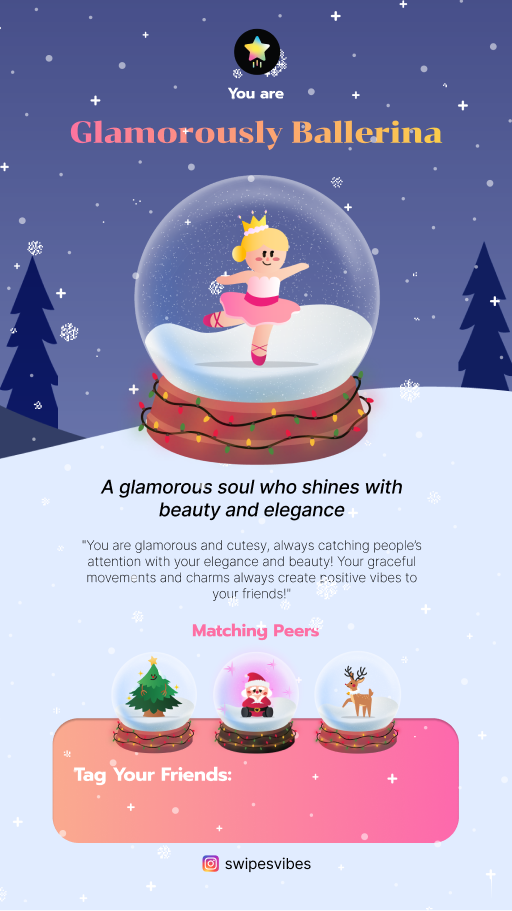 You are
Glamorously Ballerina
A glamorous soul who shines with
beauty and elegance
"You are glamorous and cutesy, always catching people's
attention with your elegance and beauty! Your graceful
movements and charms always create positive vibes to
your friends!"
Matching Peers
Tag Your Friends:
swipesvibes